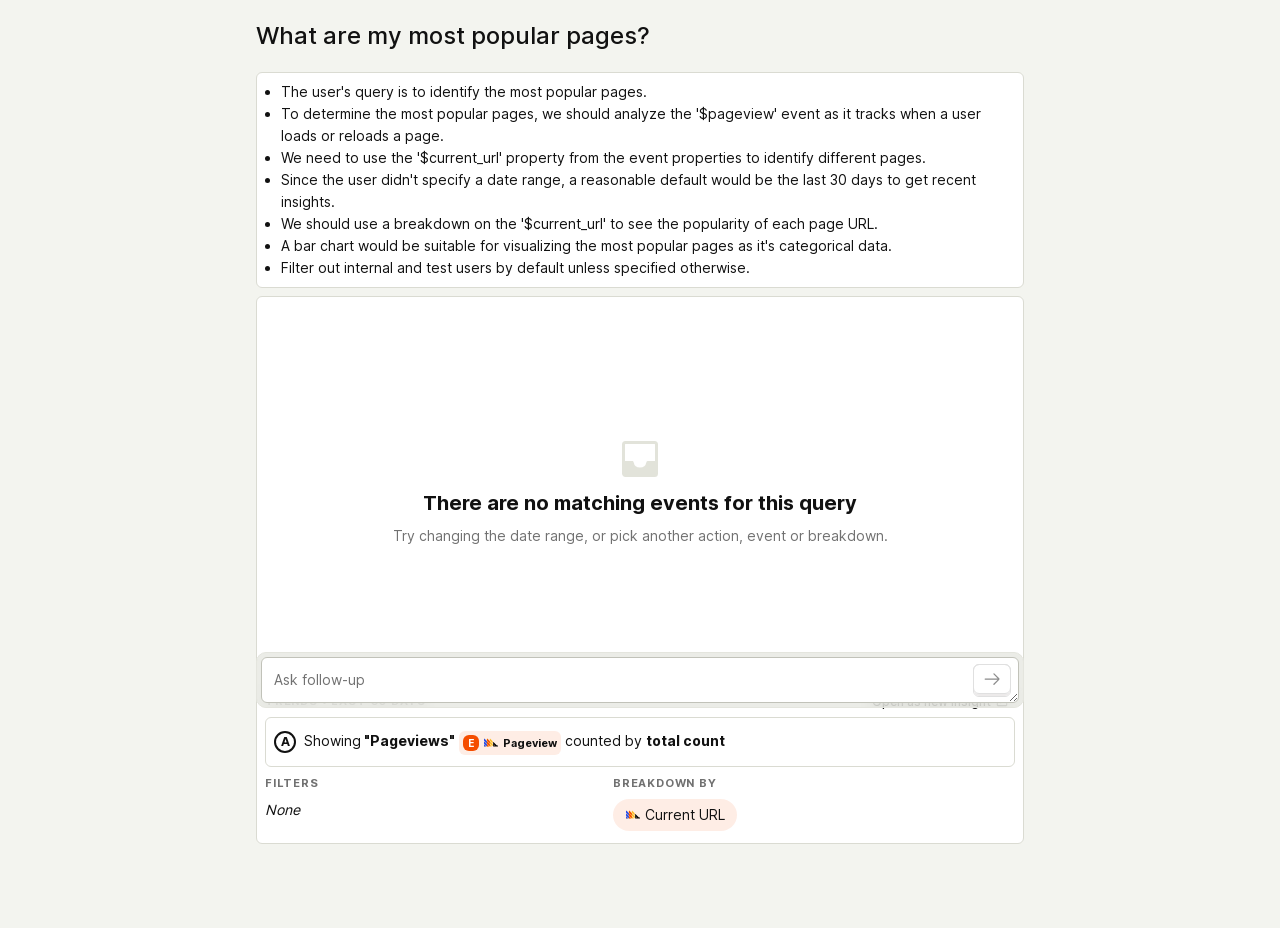 What are my most popular pages?
The user's query is to identify the most popular pages.
To determine the most popular pages, we should analyze the '$pageview' event as it tracks when a user
loads or reloads a page.
We need to use the '$current_url' property from the event properties to identify different pages.
Since the user didn't specify a date range, a reasonable default would be the last 30 days to get recent
insights.
We should use a breakdown on the '$current_url' to see the popularity of each page URL.
A bar chart would be suitable for visualizing the most popular pages as it's categorical data.
Filter out internal and test users by default unless specified otherwise.
There are no matching events for this query
Try changing the date range, or pick another action, event or breakdown.
Ask follow-up
Open as new insight
A Showing "Pageviews" E Pageview counted by total count
FILTERS
None
BREAKDOWN BY
Current URL